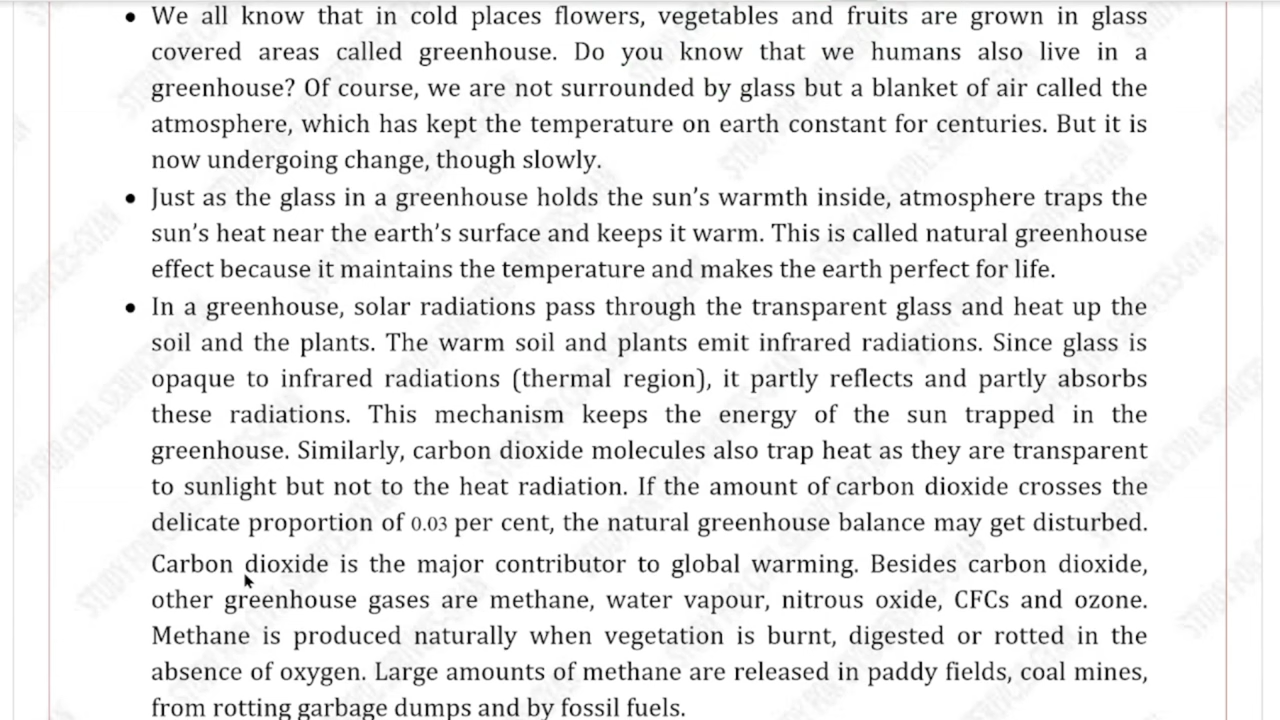 • We all know that in cold places flowers, vegetables and fruits are grown in glass
covered areas called greenhouse. Do you know that we humans also live in a
greenhouse? Of course, we are not surrounded by glass but a blanket of air called the
atmosphere, which has kept the temperature on earth constant for centuries. But it is
now undergoing change, though slowly.
• Just as the glass in a greenhouse holds the sun’s warmth inside, atmosphere traps the
sun’s heat near the earth’s surface and keeps it warm. This is called natural greenhouse
effect because it maintains the temperature and makes the earth perfect for life.
• In a greenhouse, solar radiations pass through the transparent glass and heat up the
soil and the plants. The warm soil and plants emit infrared radiations. Since glass is
opaque to infrared radiations (thermal region), it partly reflects and partly absorbs
these radiations. This mechanism keeps the energy of the sun trapped in the
greenhouse. Similarly, carbon dioxide molecules also trap heat as they are transparent
to sunlight but not to the heat radiation. If the amount of carbon dioxide crosses the
delicate proportion of 0.03 per cent, the natural greenhouse balance may get disturbed.
Carbon dioxide is the major contributor to global warming. Besides carbon dioxide,
other greenhouse gases are methane, water vapour, nitrous oxide, CFCs and ozone.
Methane is produced naturally when vegetation is burnt, digested or rotted in the
absence of oxygen. Large amounts of methane are released in paddy fields, coal mines,
from rotting garbage dumps and by fossil fuels.